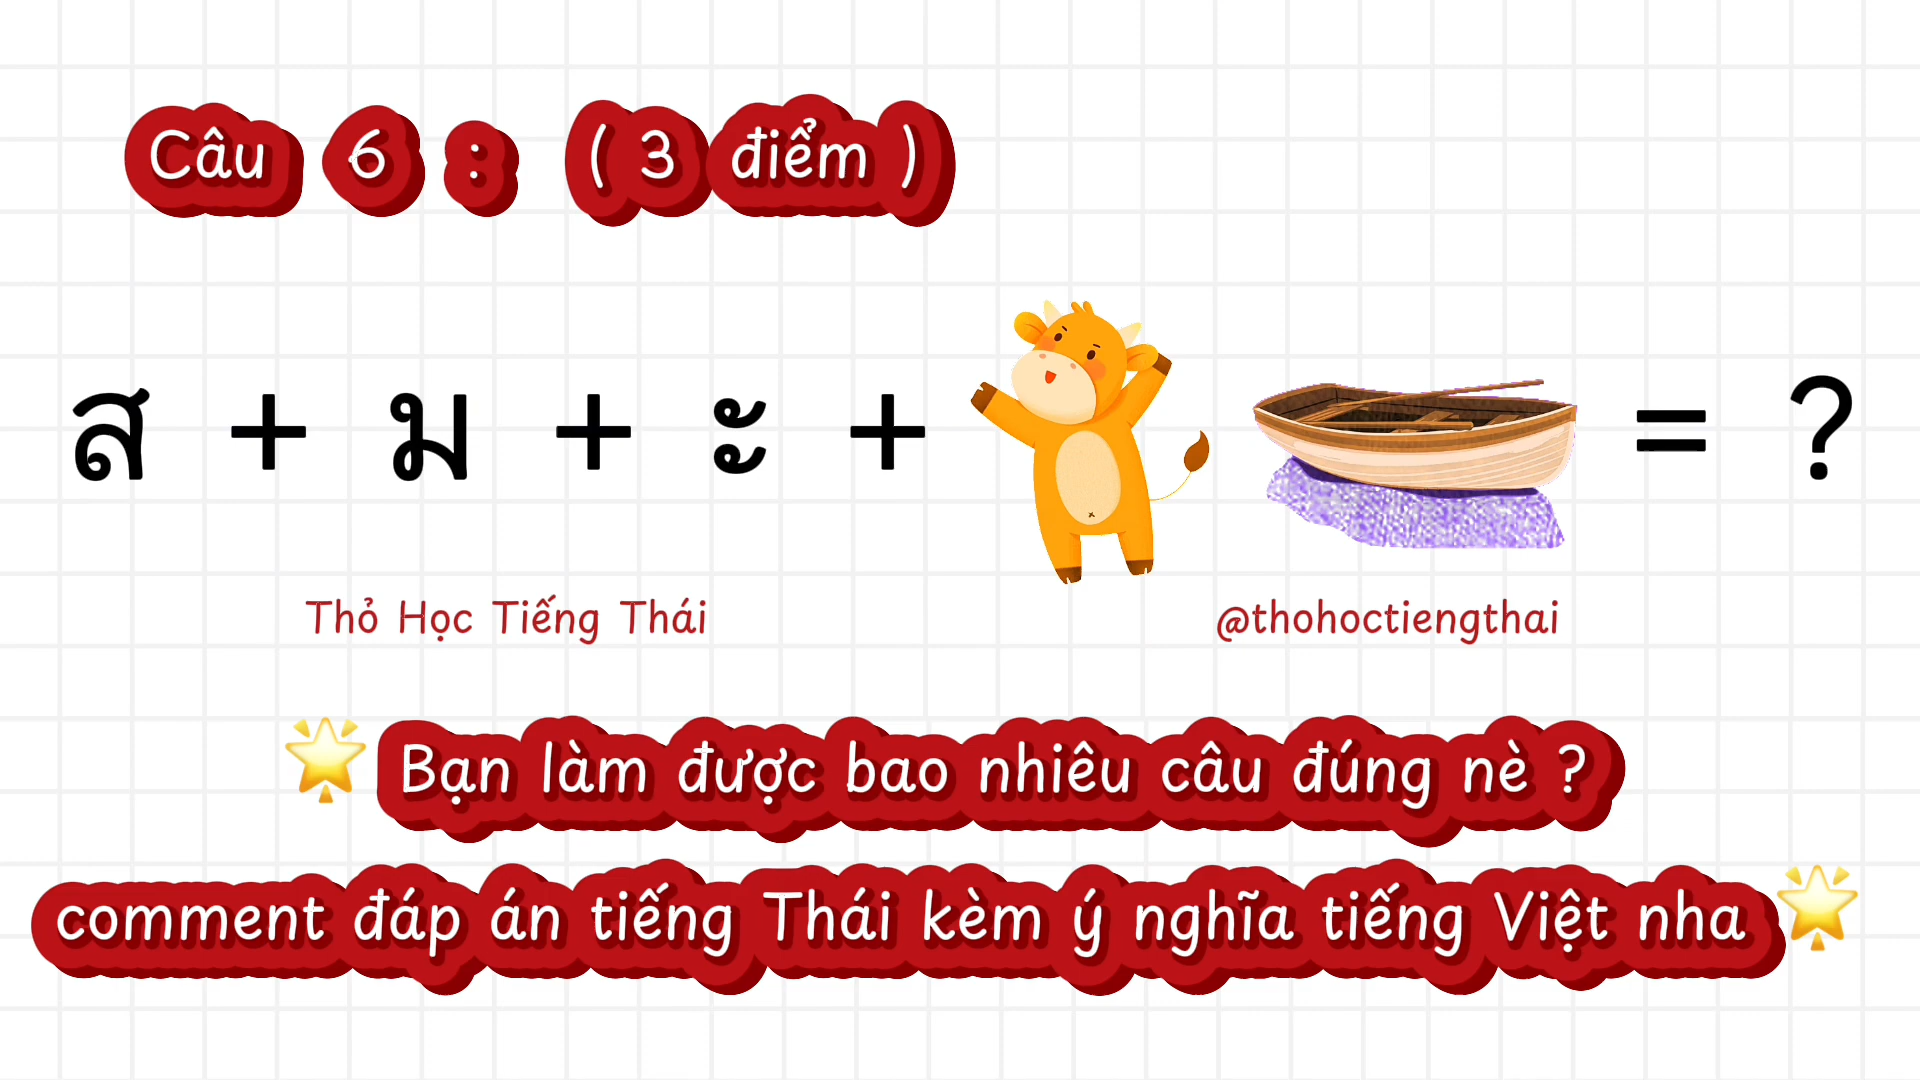 Câu 6 : ( 3 điểm )
ส + ม + ะ + = ?
Thỏ Học Tiếng Thái @thohoctiengthai
Bạn làm được bao nhiêu câu đúng nè ?
comment đáp án tiếng Thái kèm ý nghĩa tiếng Việt nha